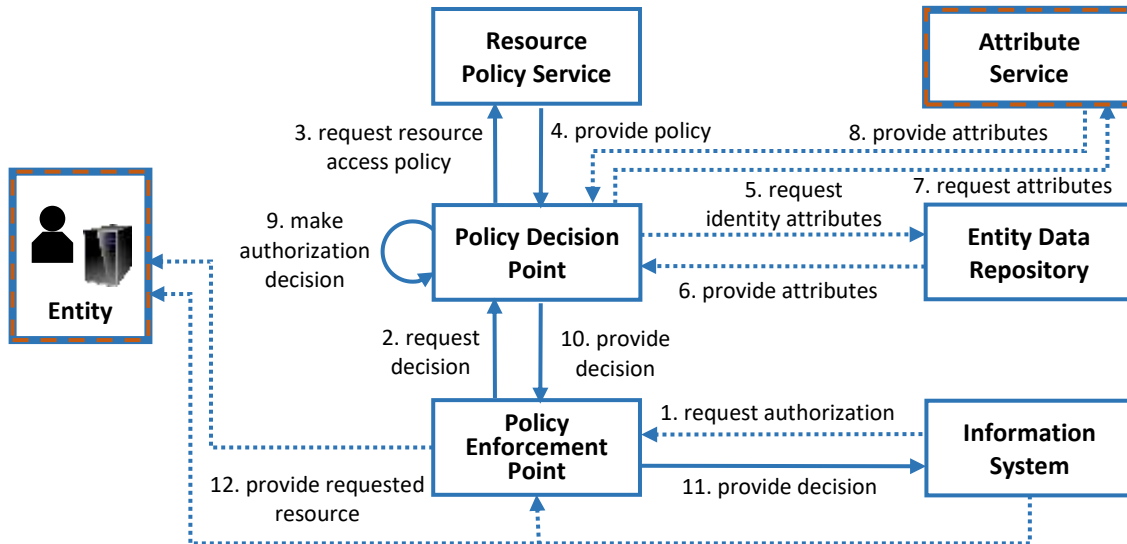 Resource
Policy Service
Attribute
Service
3. request resource
access policy
4. provide policy
8. provide attributes
7. request attributes
5. request
identity attributes
9. make
authorization
decision
Policy Decision
Point
Entity Data
Repository
6. provide attributes
Entity
2. request
decision
10. provide
decision
Policy
Enforcement
Point
1. request authorization
Information
System
11. provide decision
12. provide requested
resource